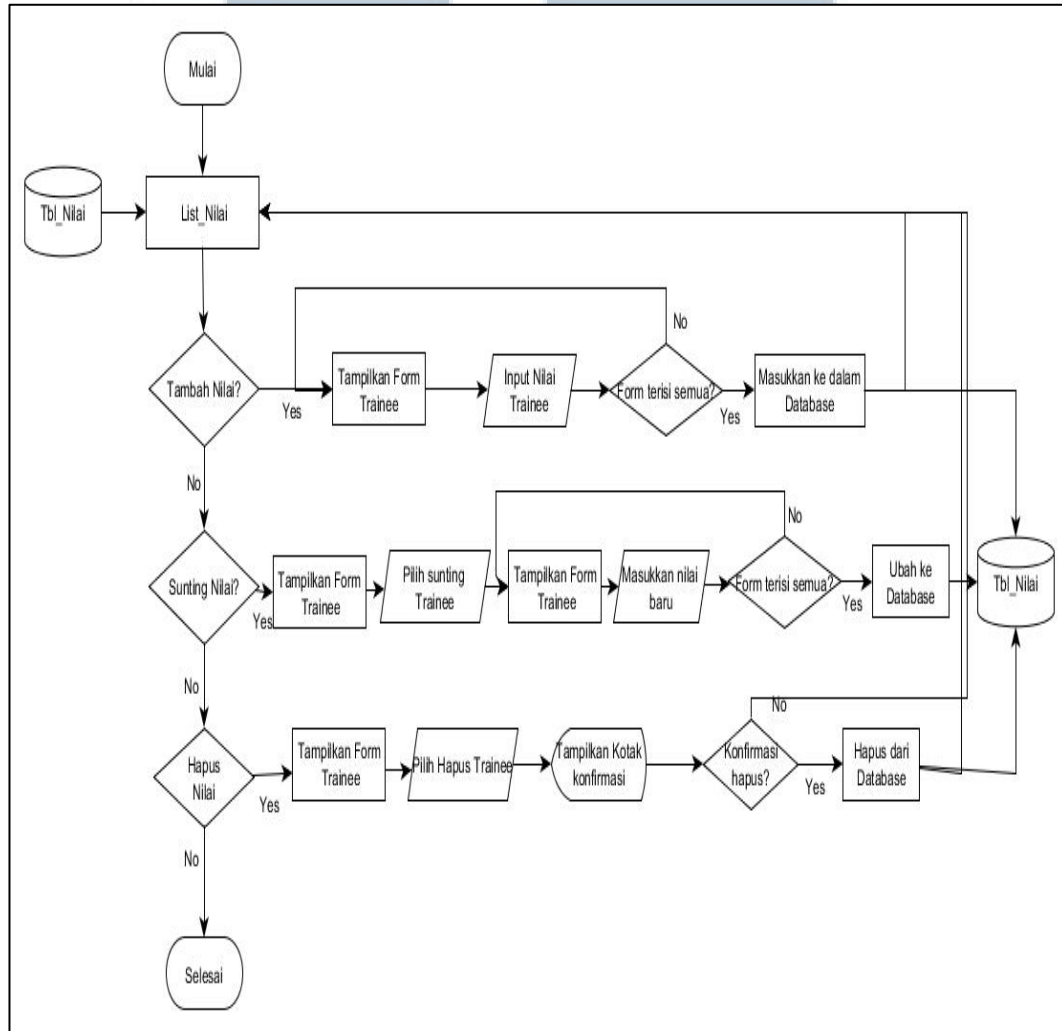 Mulai
Tbl_Nilai
List_Nilai
No
Tambah Nilai?
Yes
Tampilkan Form
Trainee
Input Nilai
Trainee
Form terisi semua?
Yes
Masukkan ke dalam
Database
No
No
Sunting Nilai?
Yes
Tampilkan Form
Trainee
Pilih sunting
Trainee
Tampilkan Form
Trainee
Masukkan nilai
baru
Form terisi semua?
Yes
Ubah ke
Database
Tbl_Nilai
No
No
Hapus
Nilai
Yes
Tampilkan Form
Trainee
Pilih Hapus Trainee
Tampilkan Kotak
konfirmasi
Konfirmasi
hapus?
Yes
Hapus dari
Database
No
Selesai